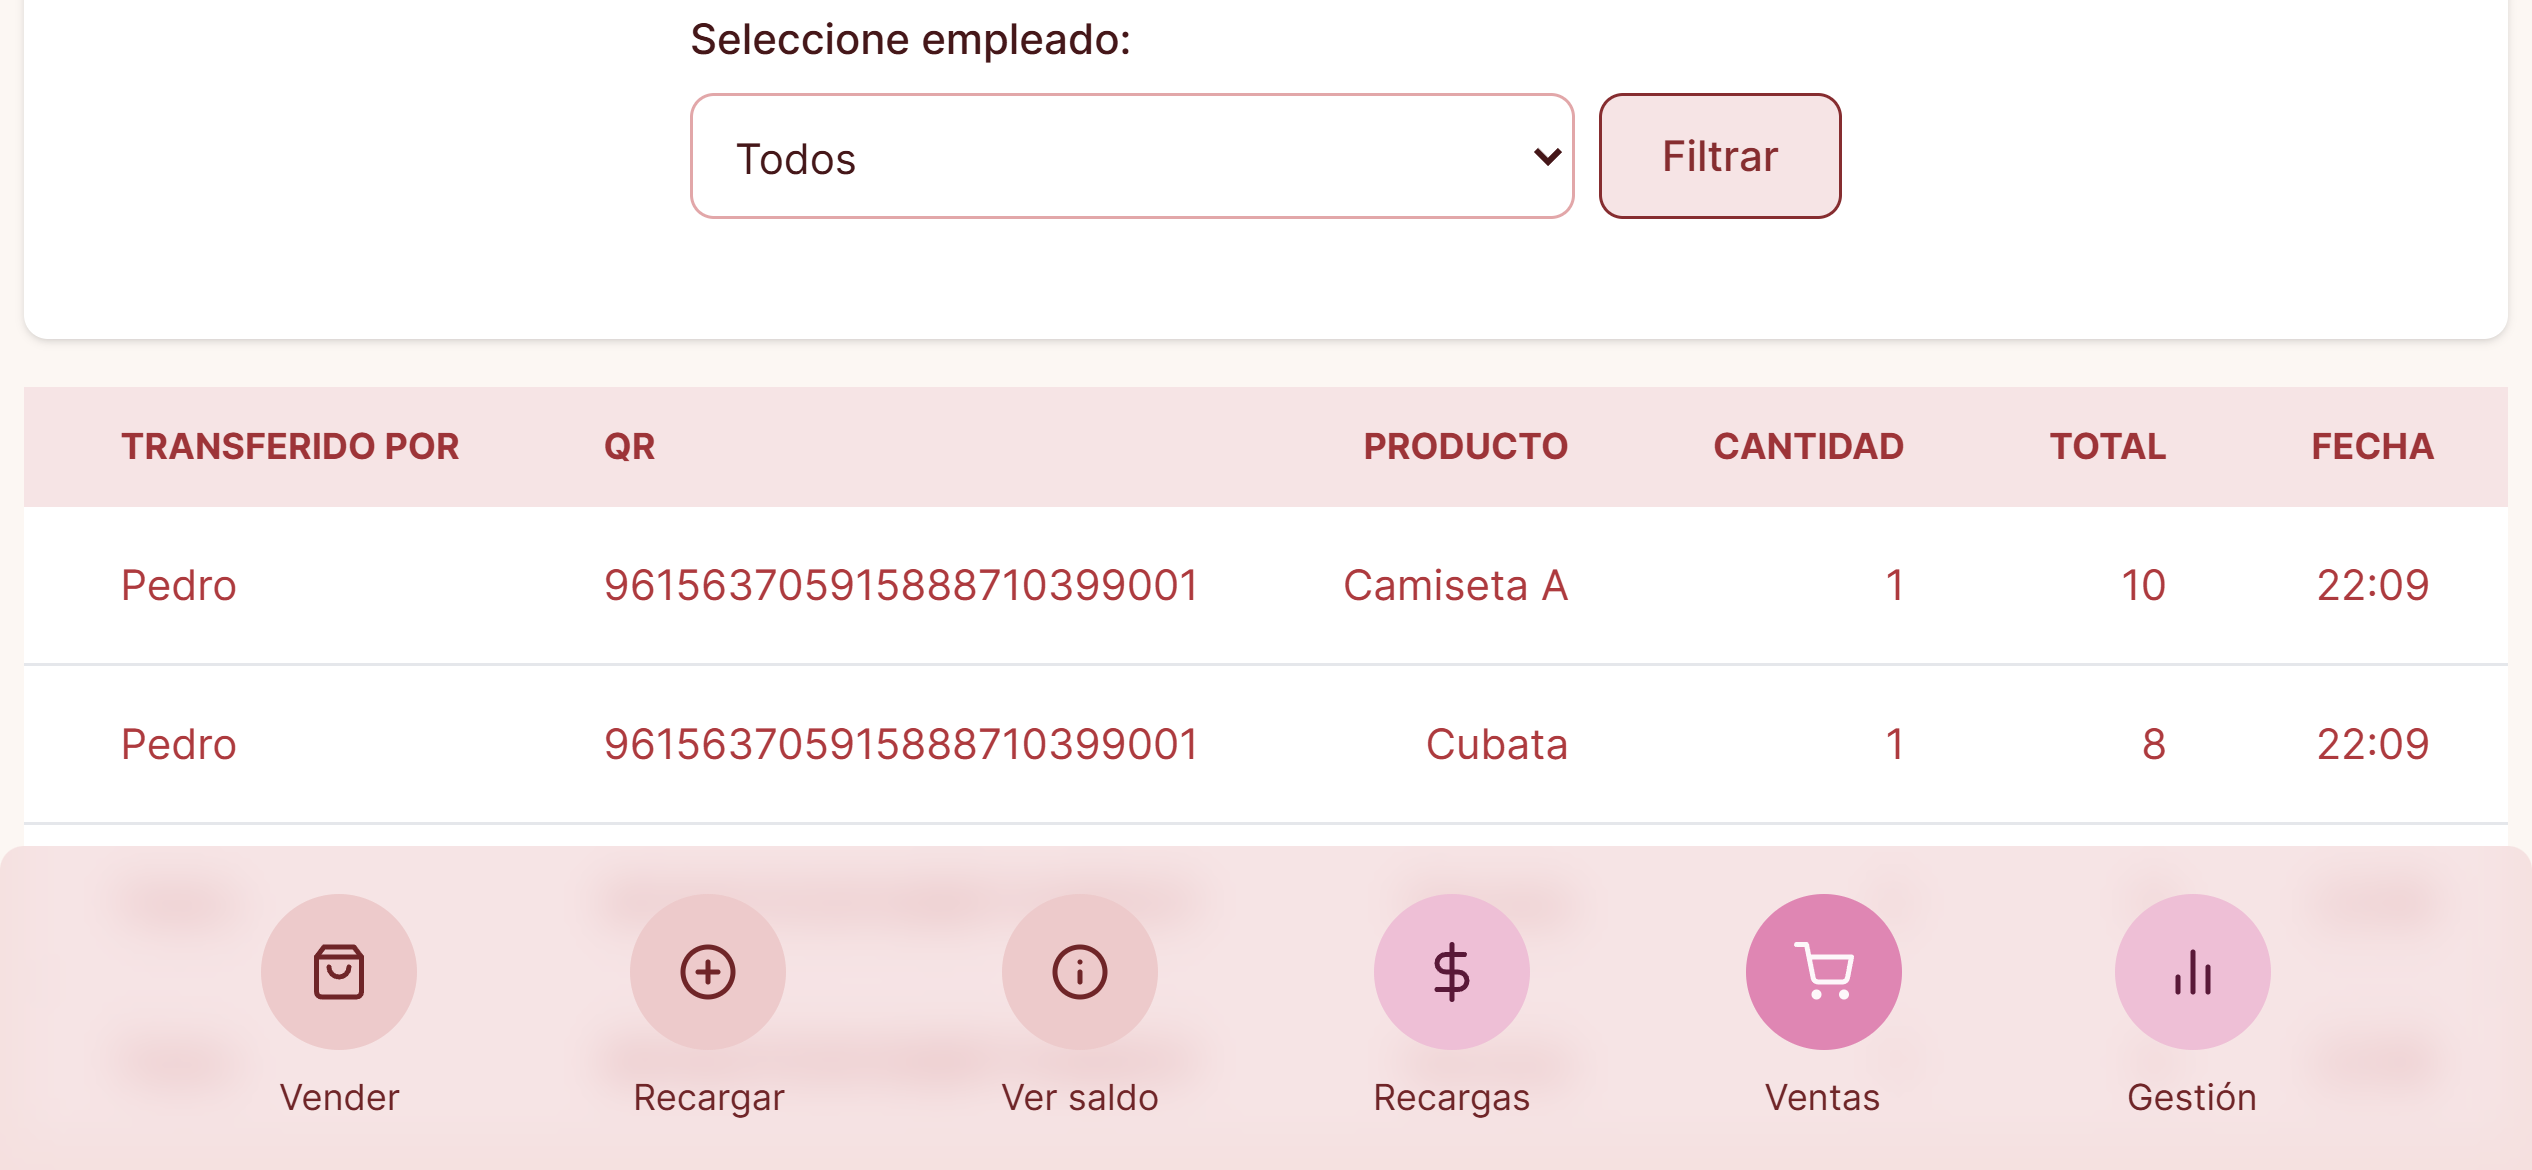 Seleccione empleado:
Todos
Filtrar
TRANSFERIDO POR QR PRODUCTO CANTIDAD TOTAL FECHA
Pedro 961563705915888710399001 Camiseta A 1 10 22:09
Pedro 961563705915888710399001 Cubata 1 8 22:09
Vender Recargar Ver saldo Recargas Ventas Gestión